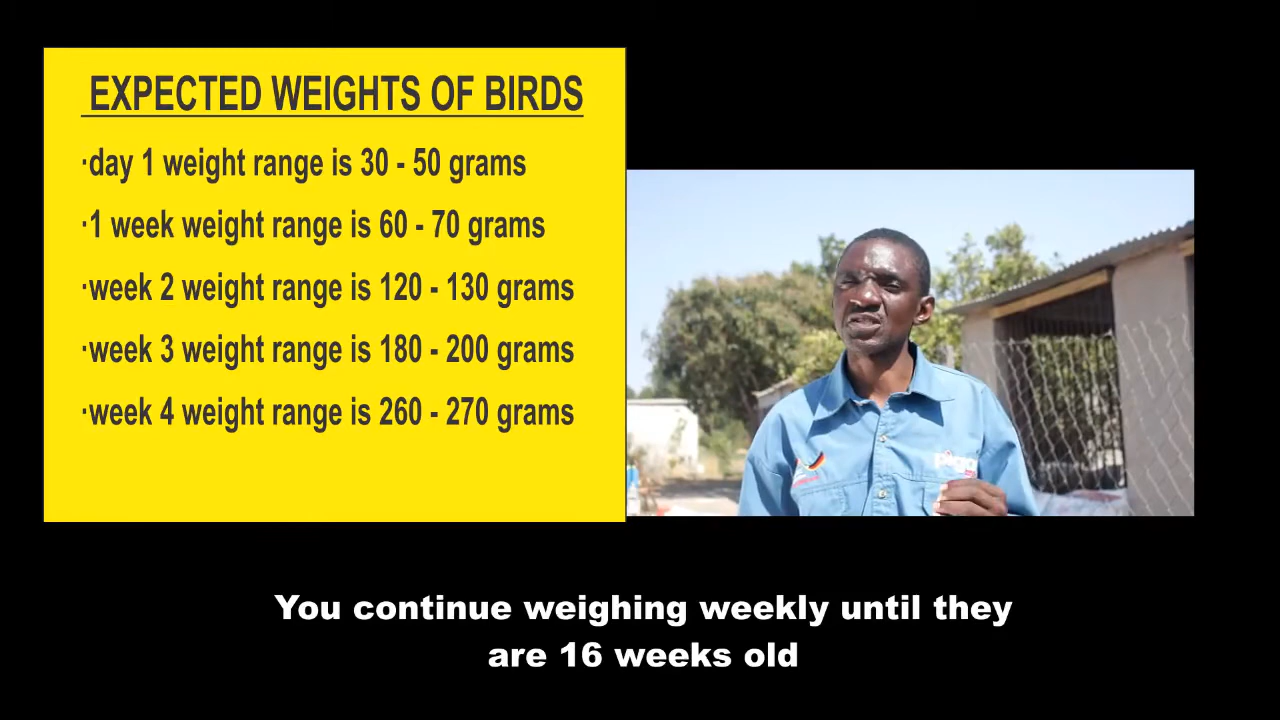 EXPECTED WEIGHTS OF BIRDS
·day 1 weight range is 30 - 50 grams
·1 week weight range is 60 - 70 grams
·week 2 weight range is 120 - 130 grams
·week 3 weight range is 180 - 200 grams
·week 4 weight range is 260 - 270 grams
You continue weighing weekly until they
are 16 weeks old